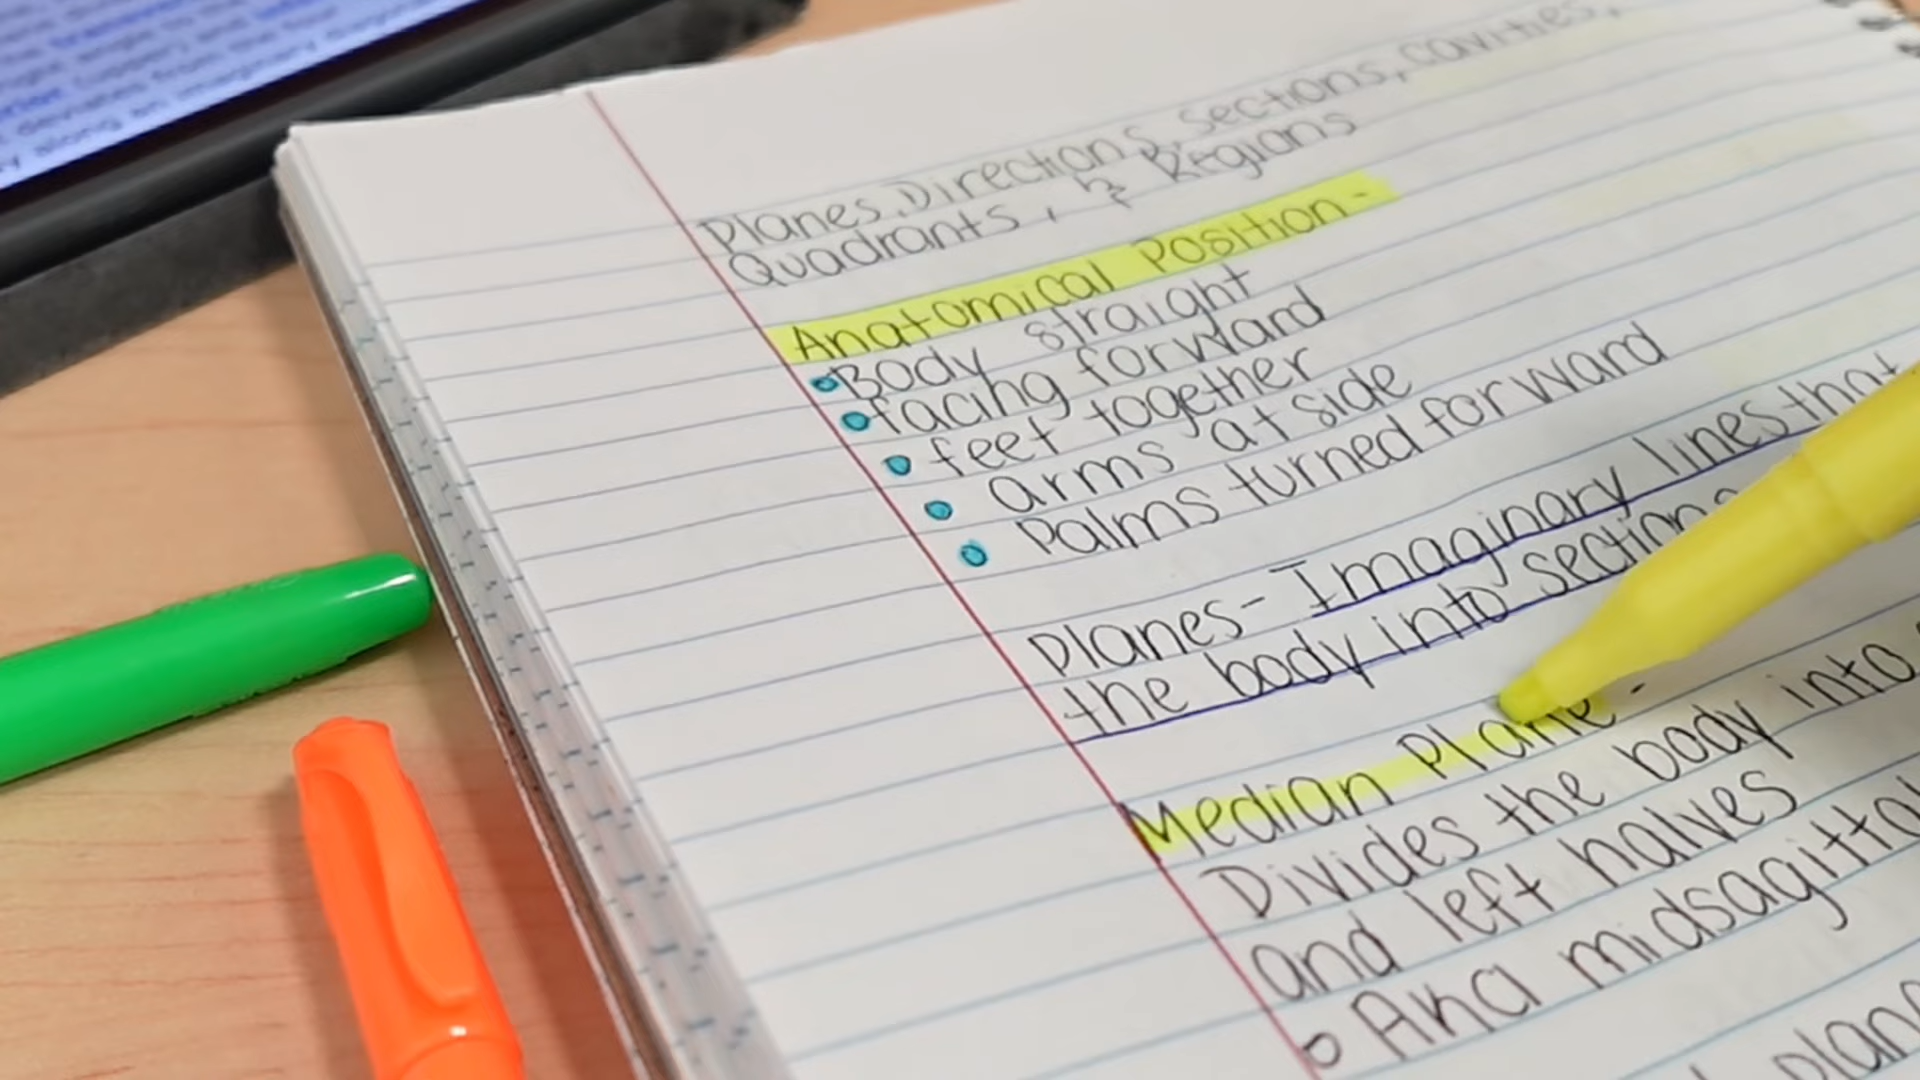 Planes, Directions, sections, cavities,
Quadrants, & Regions
Anatomical Position-
Body straight
facing forward
feet together
arms at side
Palms turned forward
Planes- Imaginary lines that
the body into sections
Median Plane -
Divides the body into
and left halves
Aka midsagittal